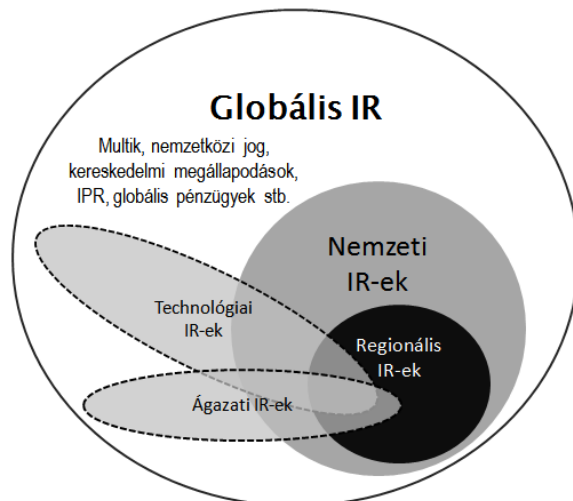 Globális IR
Multik, nemzetközi jog,
kereskedelmi megállapodások,
IPR, globális pénzügyek stb.
Nemzeti
IR-ek
Technológiai
IR-ek
Regionális
IR-ek
Ágazati IR-ek